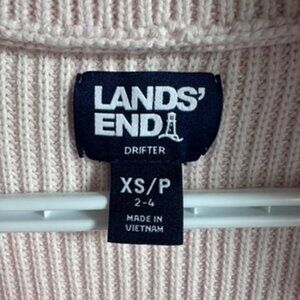 LANDS'
END
DRIFTER
XS/P
2-4
MADE IN
VIETNAM